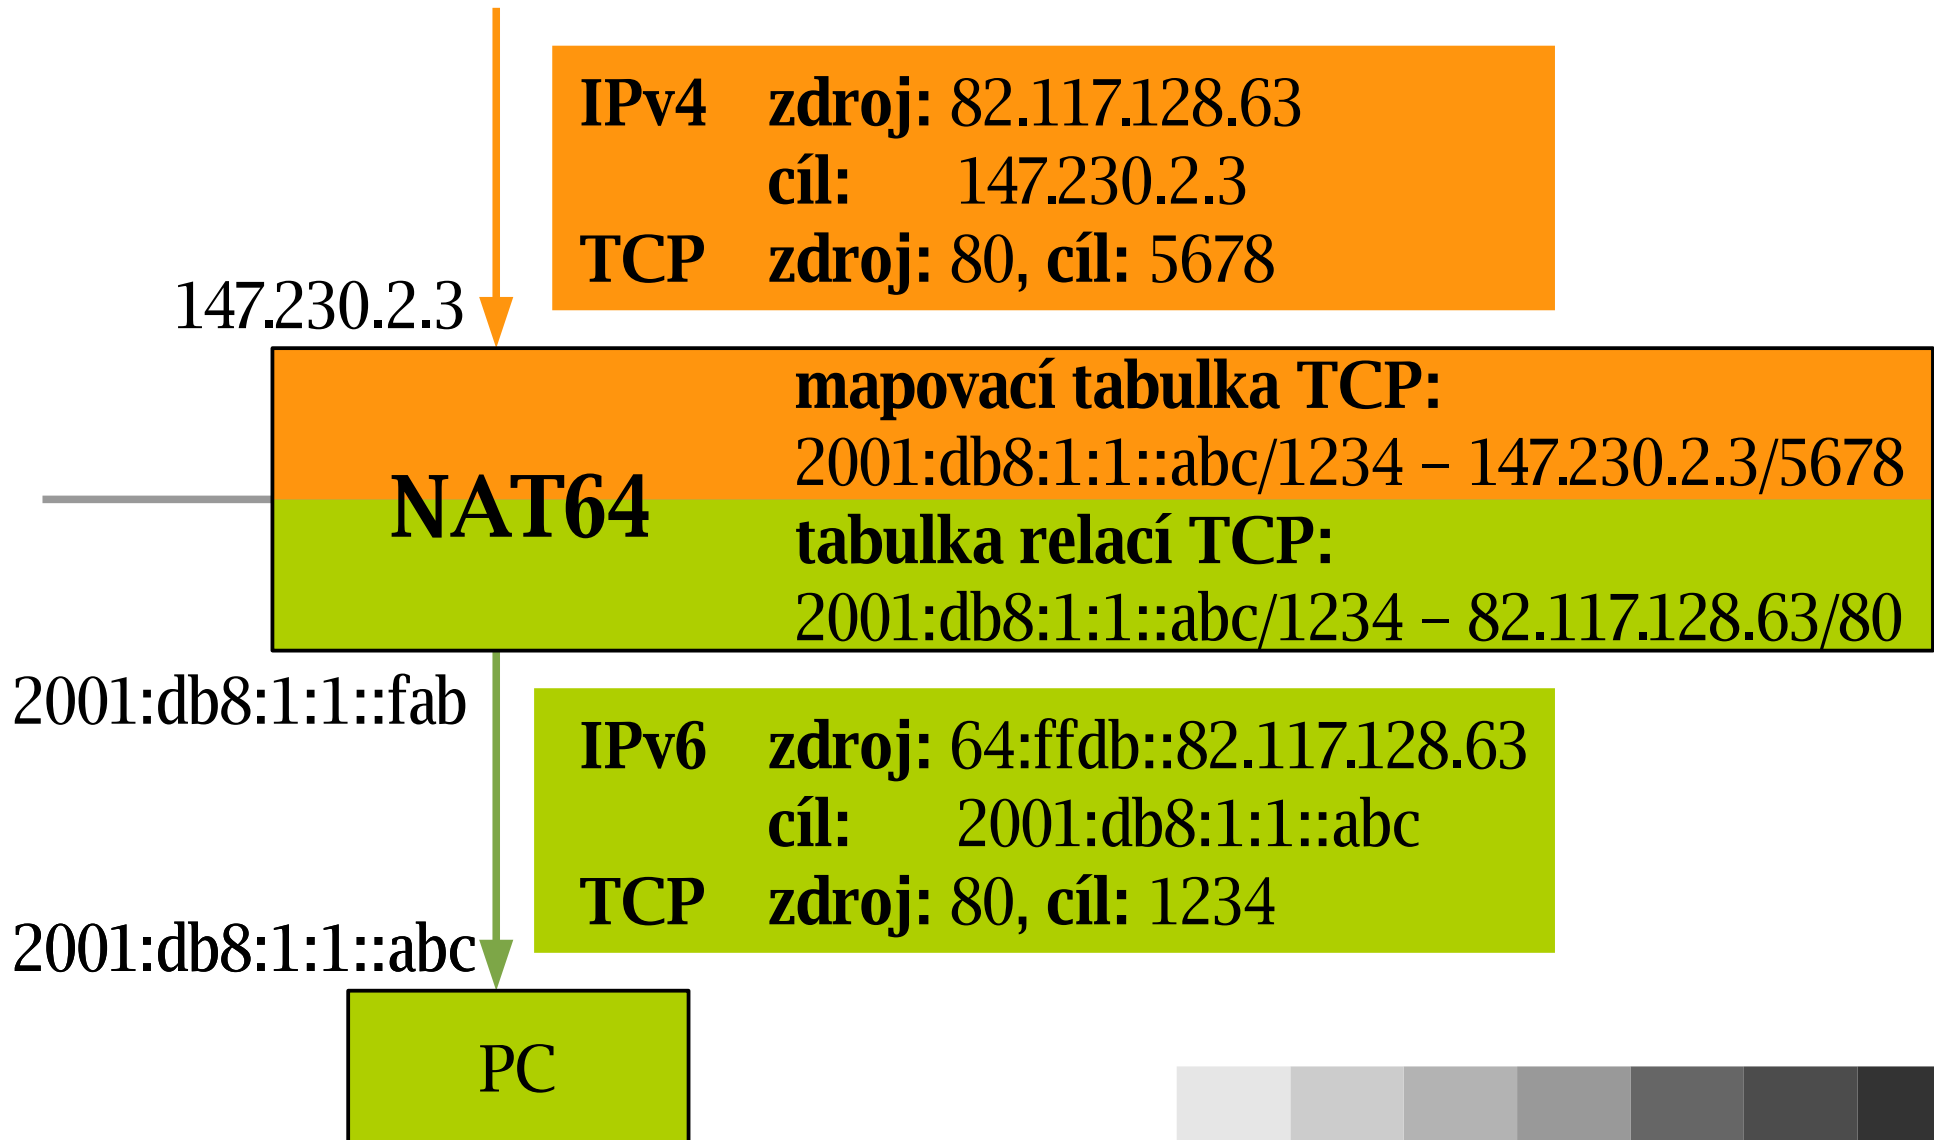 IPv4 zdroj: 82.117.128.63
cíl: 147.230.2.3
TCP zdroj: 80, cíl: 5678
147.230.2.3
mapovací tabulka TCP:
2001:db8:1:1::abc/1234 – 147.230.2.3/5678
NAT64
tabulka relací TCP:
2001:db8:1:1::abc/1234 – 82.117.128.63/80
2001:db8:1:1::fab
IPv6 zdroj: 64:ffdb::82.117.128.63
cíl: 2001:db8:1:1::abc
TCP zdroj: 80, cíl: 1234
2001:db8:1:1::abc
PC